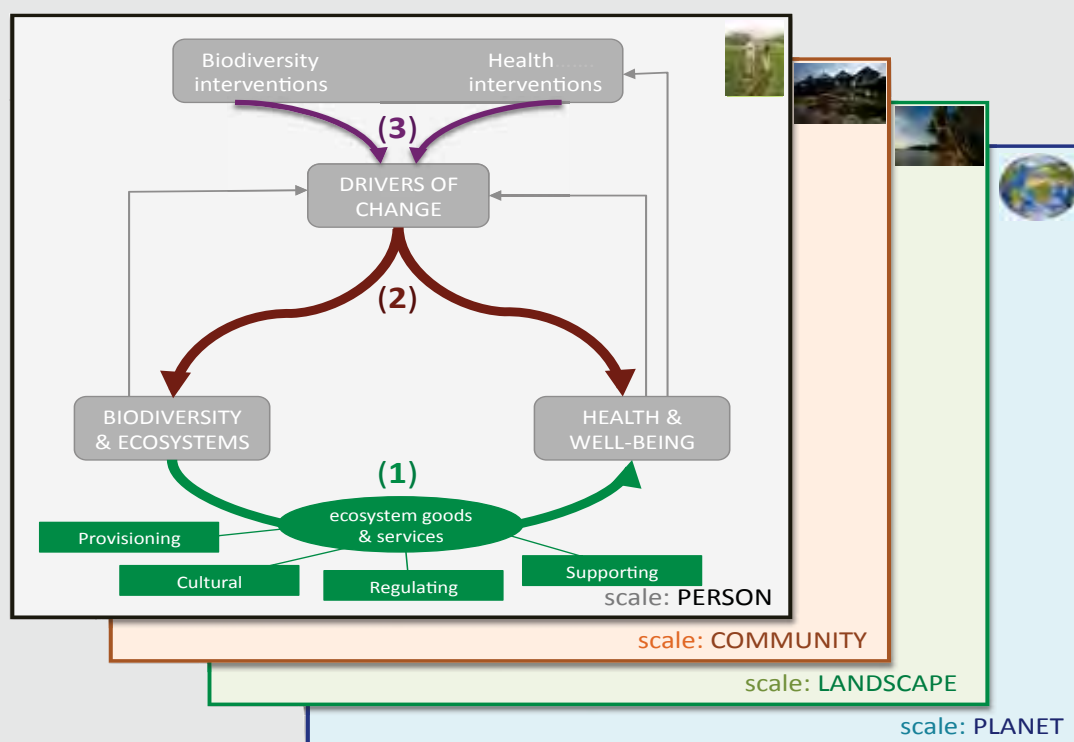 Biodiversity
interventions
Health
interventions
(3)
DRIVERS OF
CHANGE
(2)
BIODIVERSITY
& ECOSYSTEMS
HEALTH &
WELL-BEING
(1)
ecosystem goods
& services
Provisioning
Cultural
Regulating
Supporting
scale: PERSON
scale: COMMUNITY
scale: LANDSCAPE
scale: PLANET